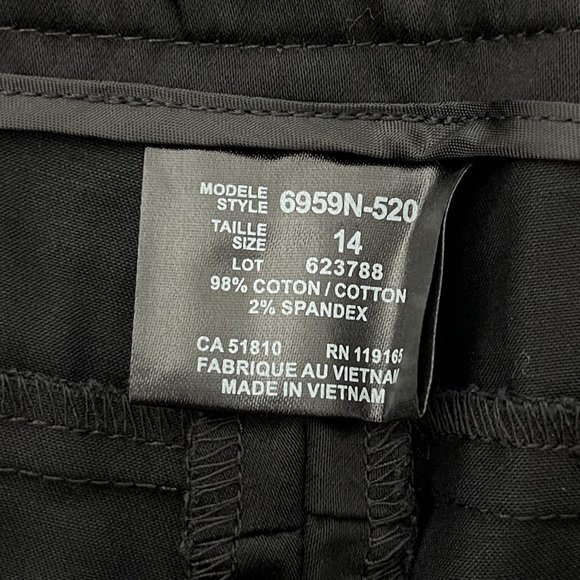 MODELE
STYLE 6959N-520
TAILLE
SIZE 14
LOT 623788
98% COTON / COTTON
2% SPANDEX
CA 51810 RN 119165
FABRIQUE AU VIETNAM
MADE IN VIETNAM